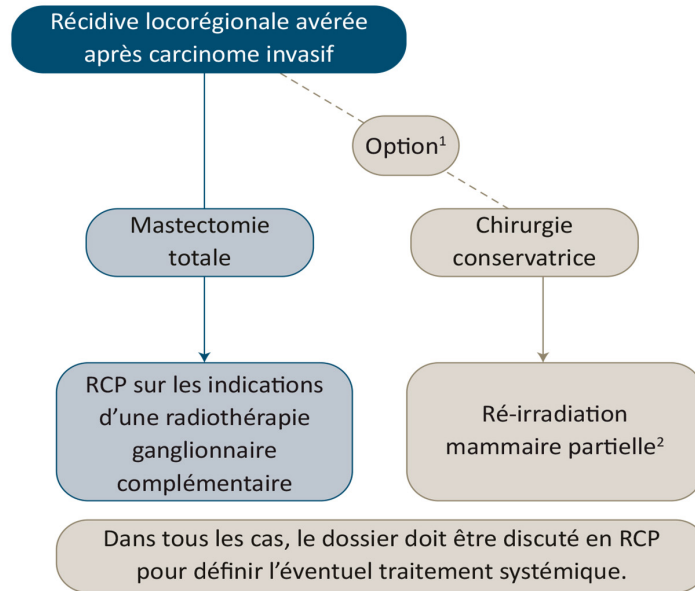 Récidive locorégionale avérée
après carcinome invasif
Option¹
Mastectomie
totale
Chirurgie
conservatrice
RCP sur les indications
d’une radiothérapie
ganglionnaire
complémentaire
Ré-irradiation
mammaire partielle²
Dans tous les cas, le dossier doit être discuté en RCP
pour définir l’éventuel traitement systémique.